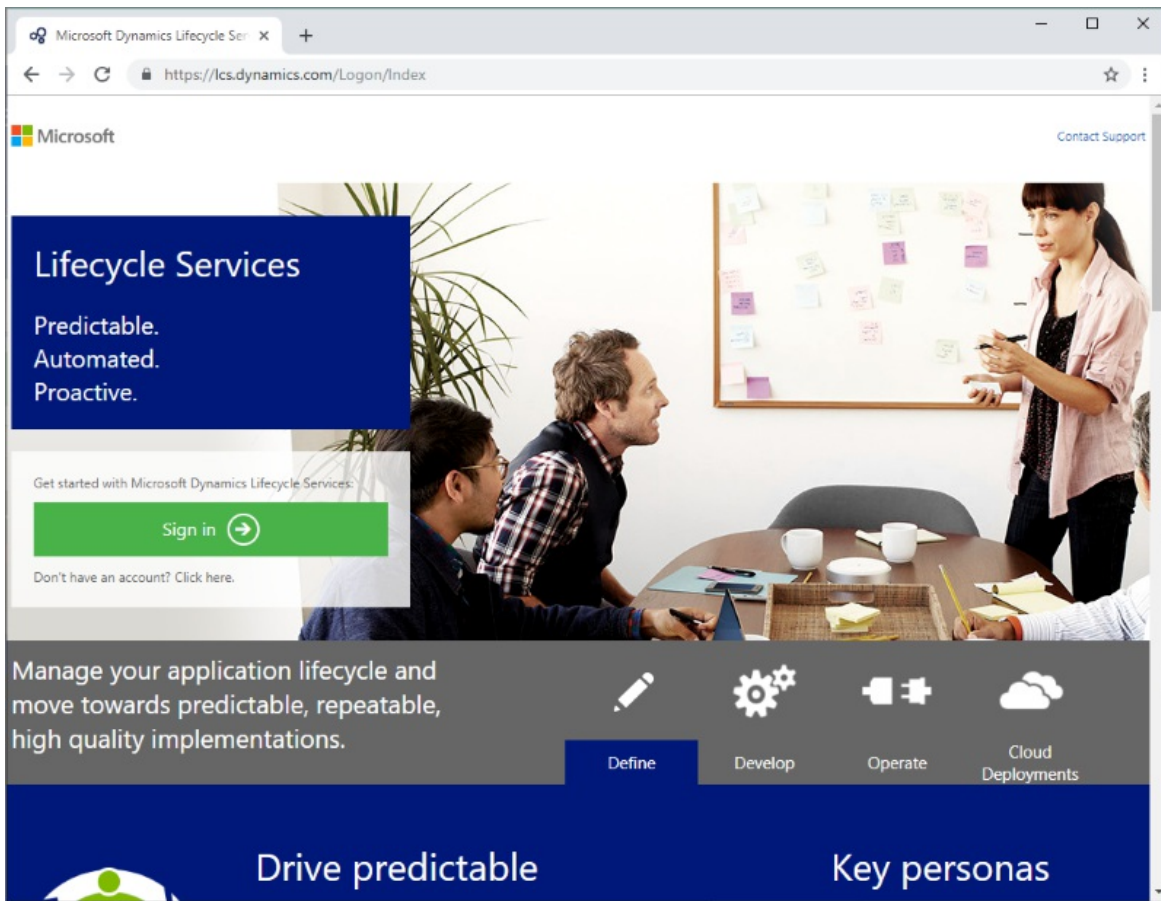 Microsoft Dynamics Lifecycle Ser
https://lcs.dynamics.com/Logon/Index
Microsoft
Contact Support
Lifecycle Services
Predictable.
Automated.
Proactive.
Get started with Microsoft Dynamics Lifecycle Services:
Sign in
Don't have an account? Click here.
Manage your application lifecycle and
move towards predictable, repeatable,
high quality implementations.
Define
Develop
Operate
Cloud
Deployments
Drive predictable
Key personas